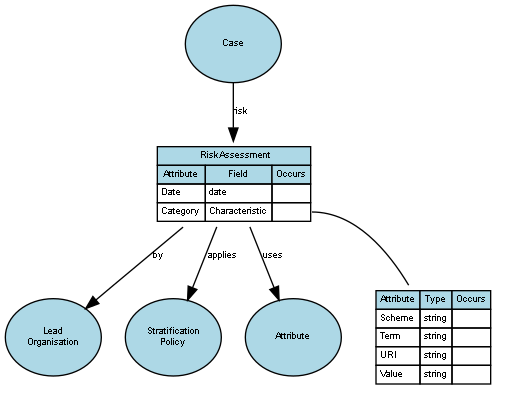 Case
risk
RiskAssessment
Attribute Field Occurs
Date date
Category Characteristic
by applies uses
Lead
Organisation
Stratification
Policy
Attribute
Attribute Type Occurs
Scheme string
Term string
URI string
Value string